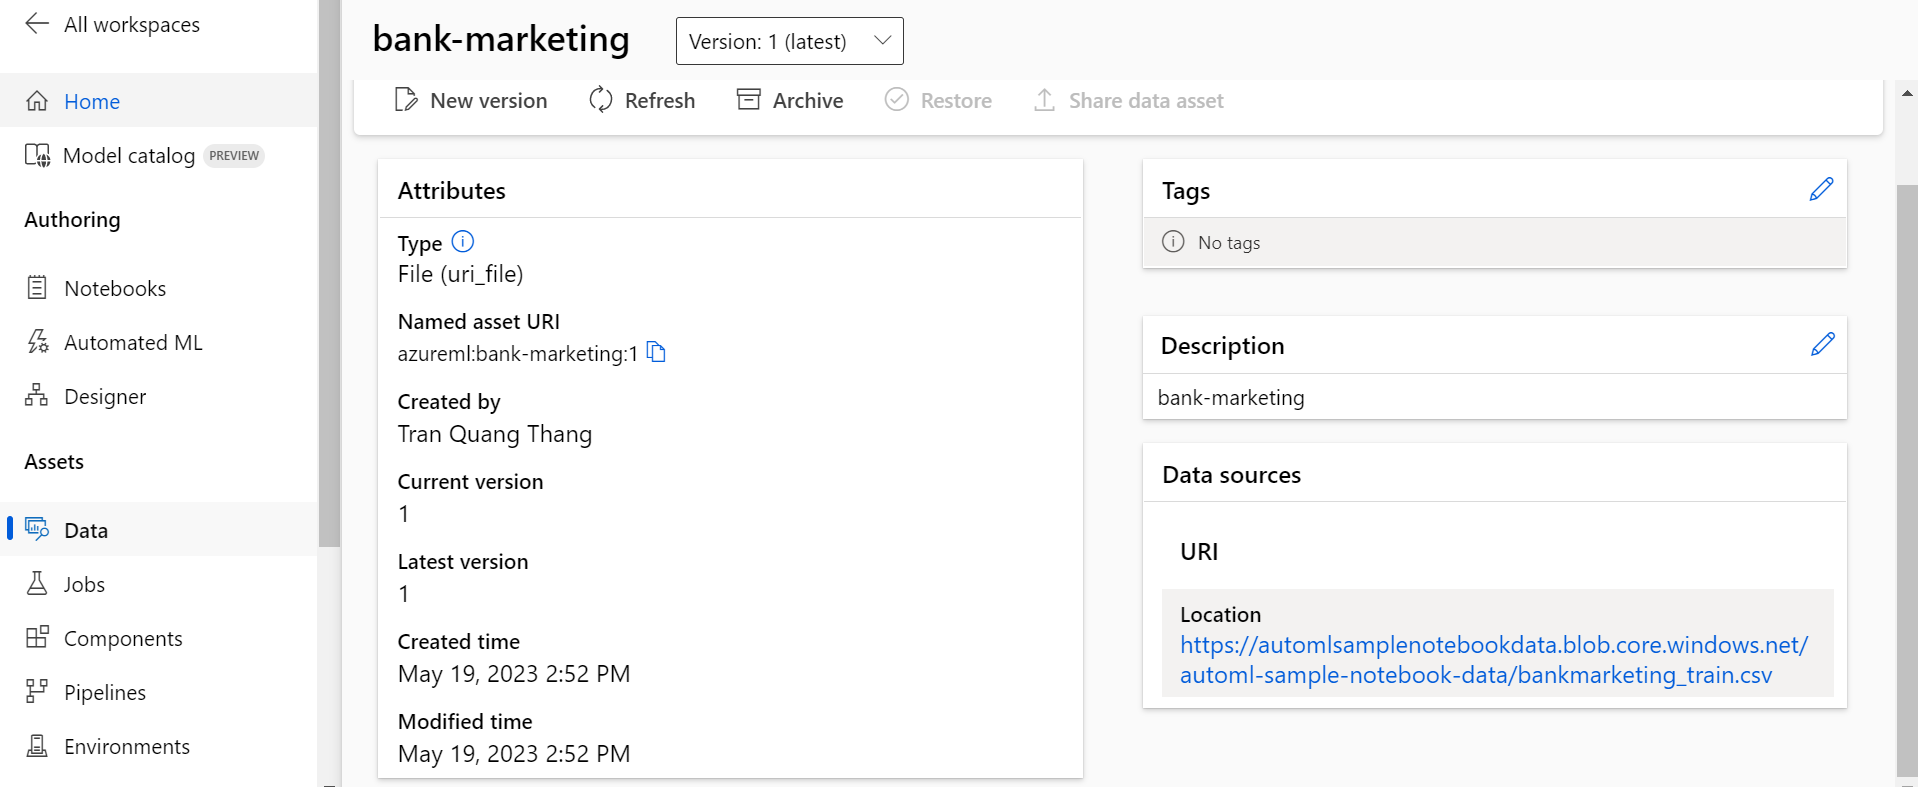 All workspaces
Home
Model catalog PREVIEW
Authoring
Notebooks
Automated ML
Designer
Assets
Data
Jobs
Components
Pipelines
Environments
bank-marketing
Version: 1 (latest)
New version Refresh Archive Restore Share data asset
Attributes
Type
File (uri_file)
Named asset URI
azureml:bank-marketing:1
Created by
Tran Quang Thang
Current version
1
Latest version
1
Created time
May 19, 2023 2:52 PM
Modified time
May 19, 2023 2:52 PM
Tags
No tags
Description
bank-marketing
Data sources
URI
Location
https://automlsamplenotebookdata.blob.core.windows.net/
automl-sample-notebook-data/bankmarketing_train.csv